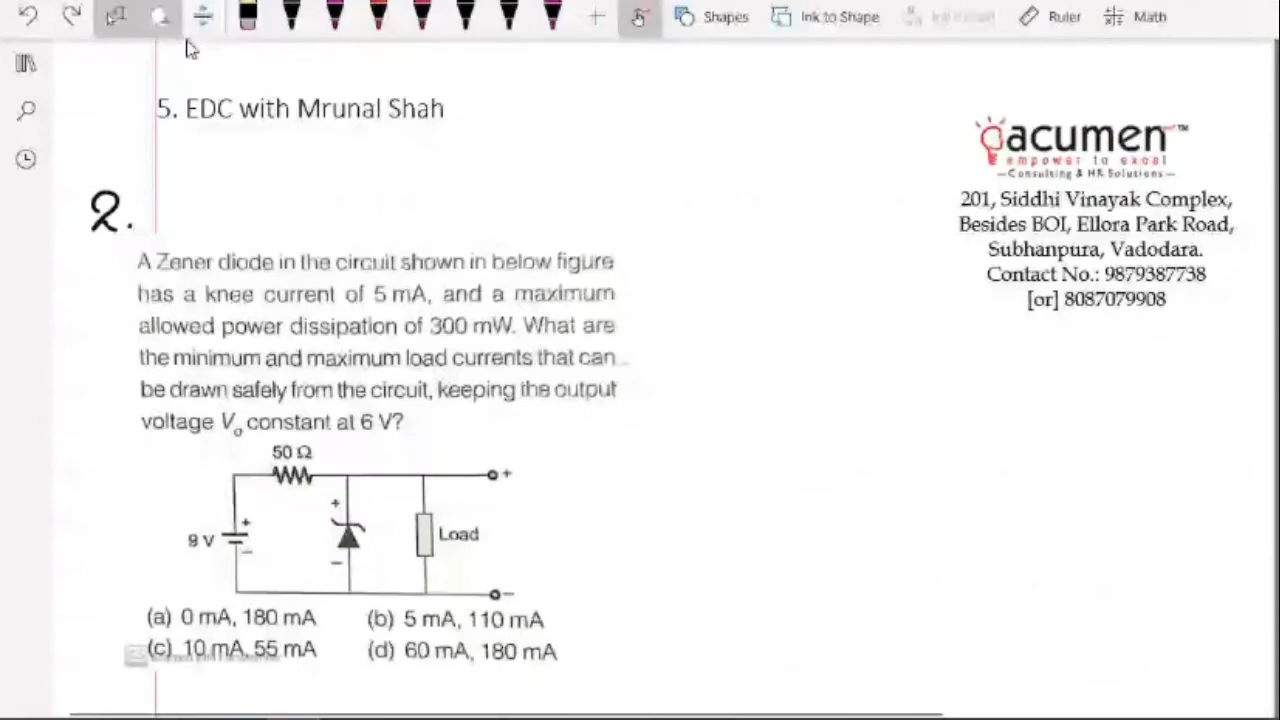 Shapes
Ink to Shape
Ruler
Math
5. EDC with Mrunal Shah
acumen™
empower to excel
—Consulting & HR Solutions—
201, Siddhi Vinayak Complex,
Besides BOI, Ellora Park Road,
Subhanpura, Vadodara.
Contact No.: 9879387738
[or] 8087079908
2.
A Zener diode in the circuit shown in below figure
has a knee current of 5 mA, and a maximum
allowed power dissipation of 300 mW. What are
the minimum and maximum load currents that can
be drawn safely from the circuit, keeping the output
voltage Vo constant at 6 V?
50 Ω
+
+
+
9 V
Load
–
–
–
(a) 0 mA, 180 mA (b) 5 mA, 110 mA
(c) 10 mA, 55 mA (d) 60 mA, 180 mA